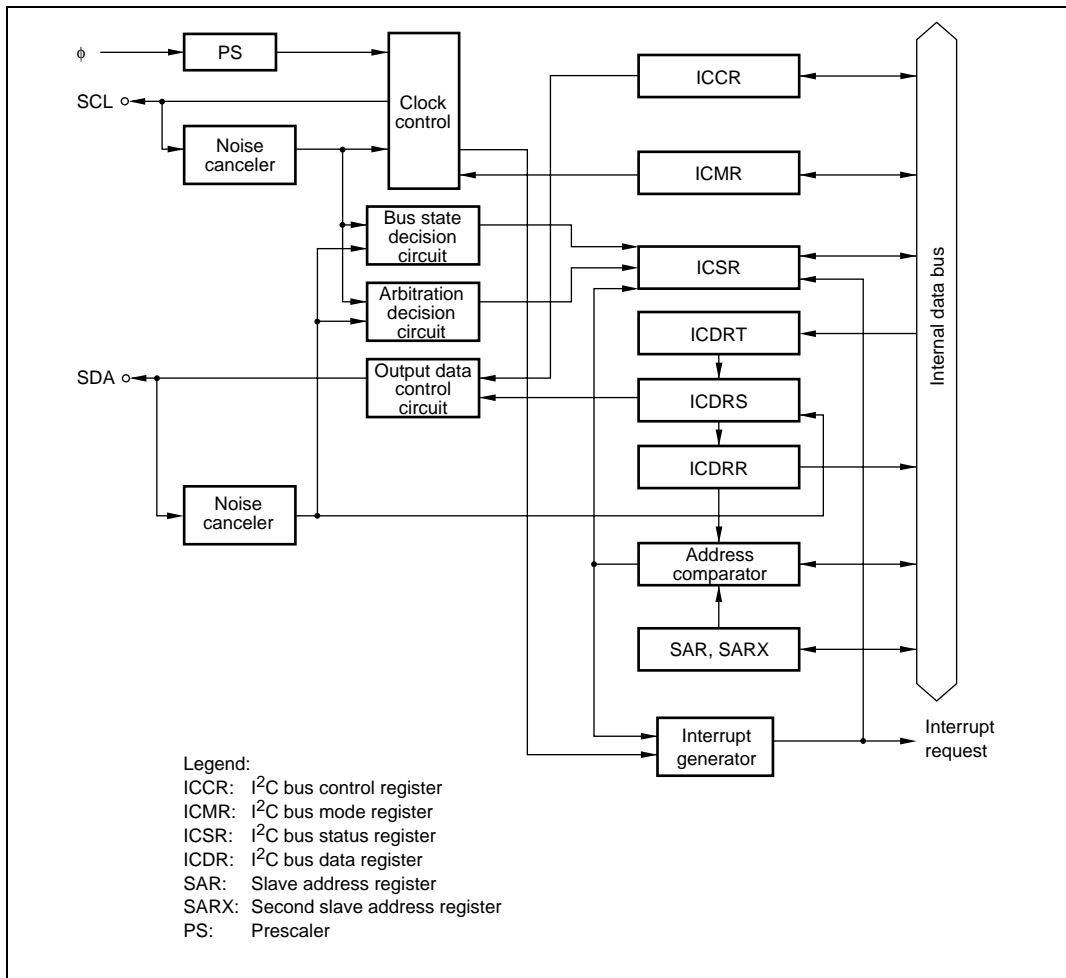 ϕ
PS
SCL
Clock
control
Noise
canceler
ICCR
ICMR
Bus state
decision
circuit
ICSR
Arbitration
decision
circuit
ICDRT
SDA
Output data
control
circuit
ICDRS
ICDRR
Noise
canceler
Address
comparator
SAR, SARX
Internal data bus
Interrupt
generator
Interrupt
request
Legend:
ICCR: I²C bus control register
ICMR: I²C bus mode register
ICSR: I²C bus status register
ICDR: I²C bus data register
SAR: Slave address register
SARX: Second slave address register
PS: Prescaler